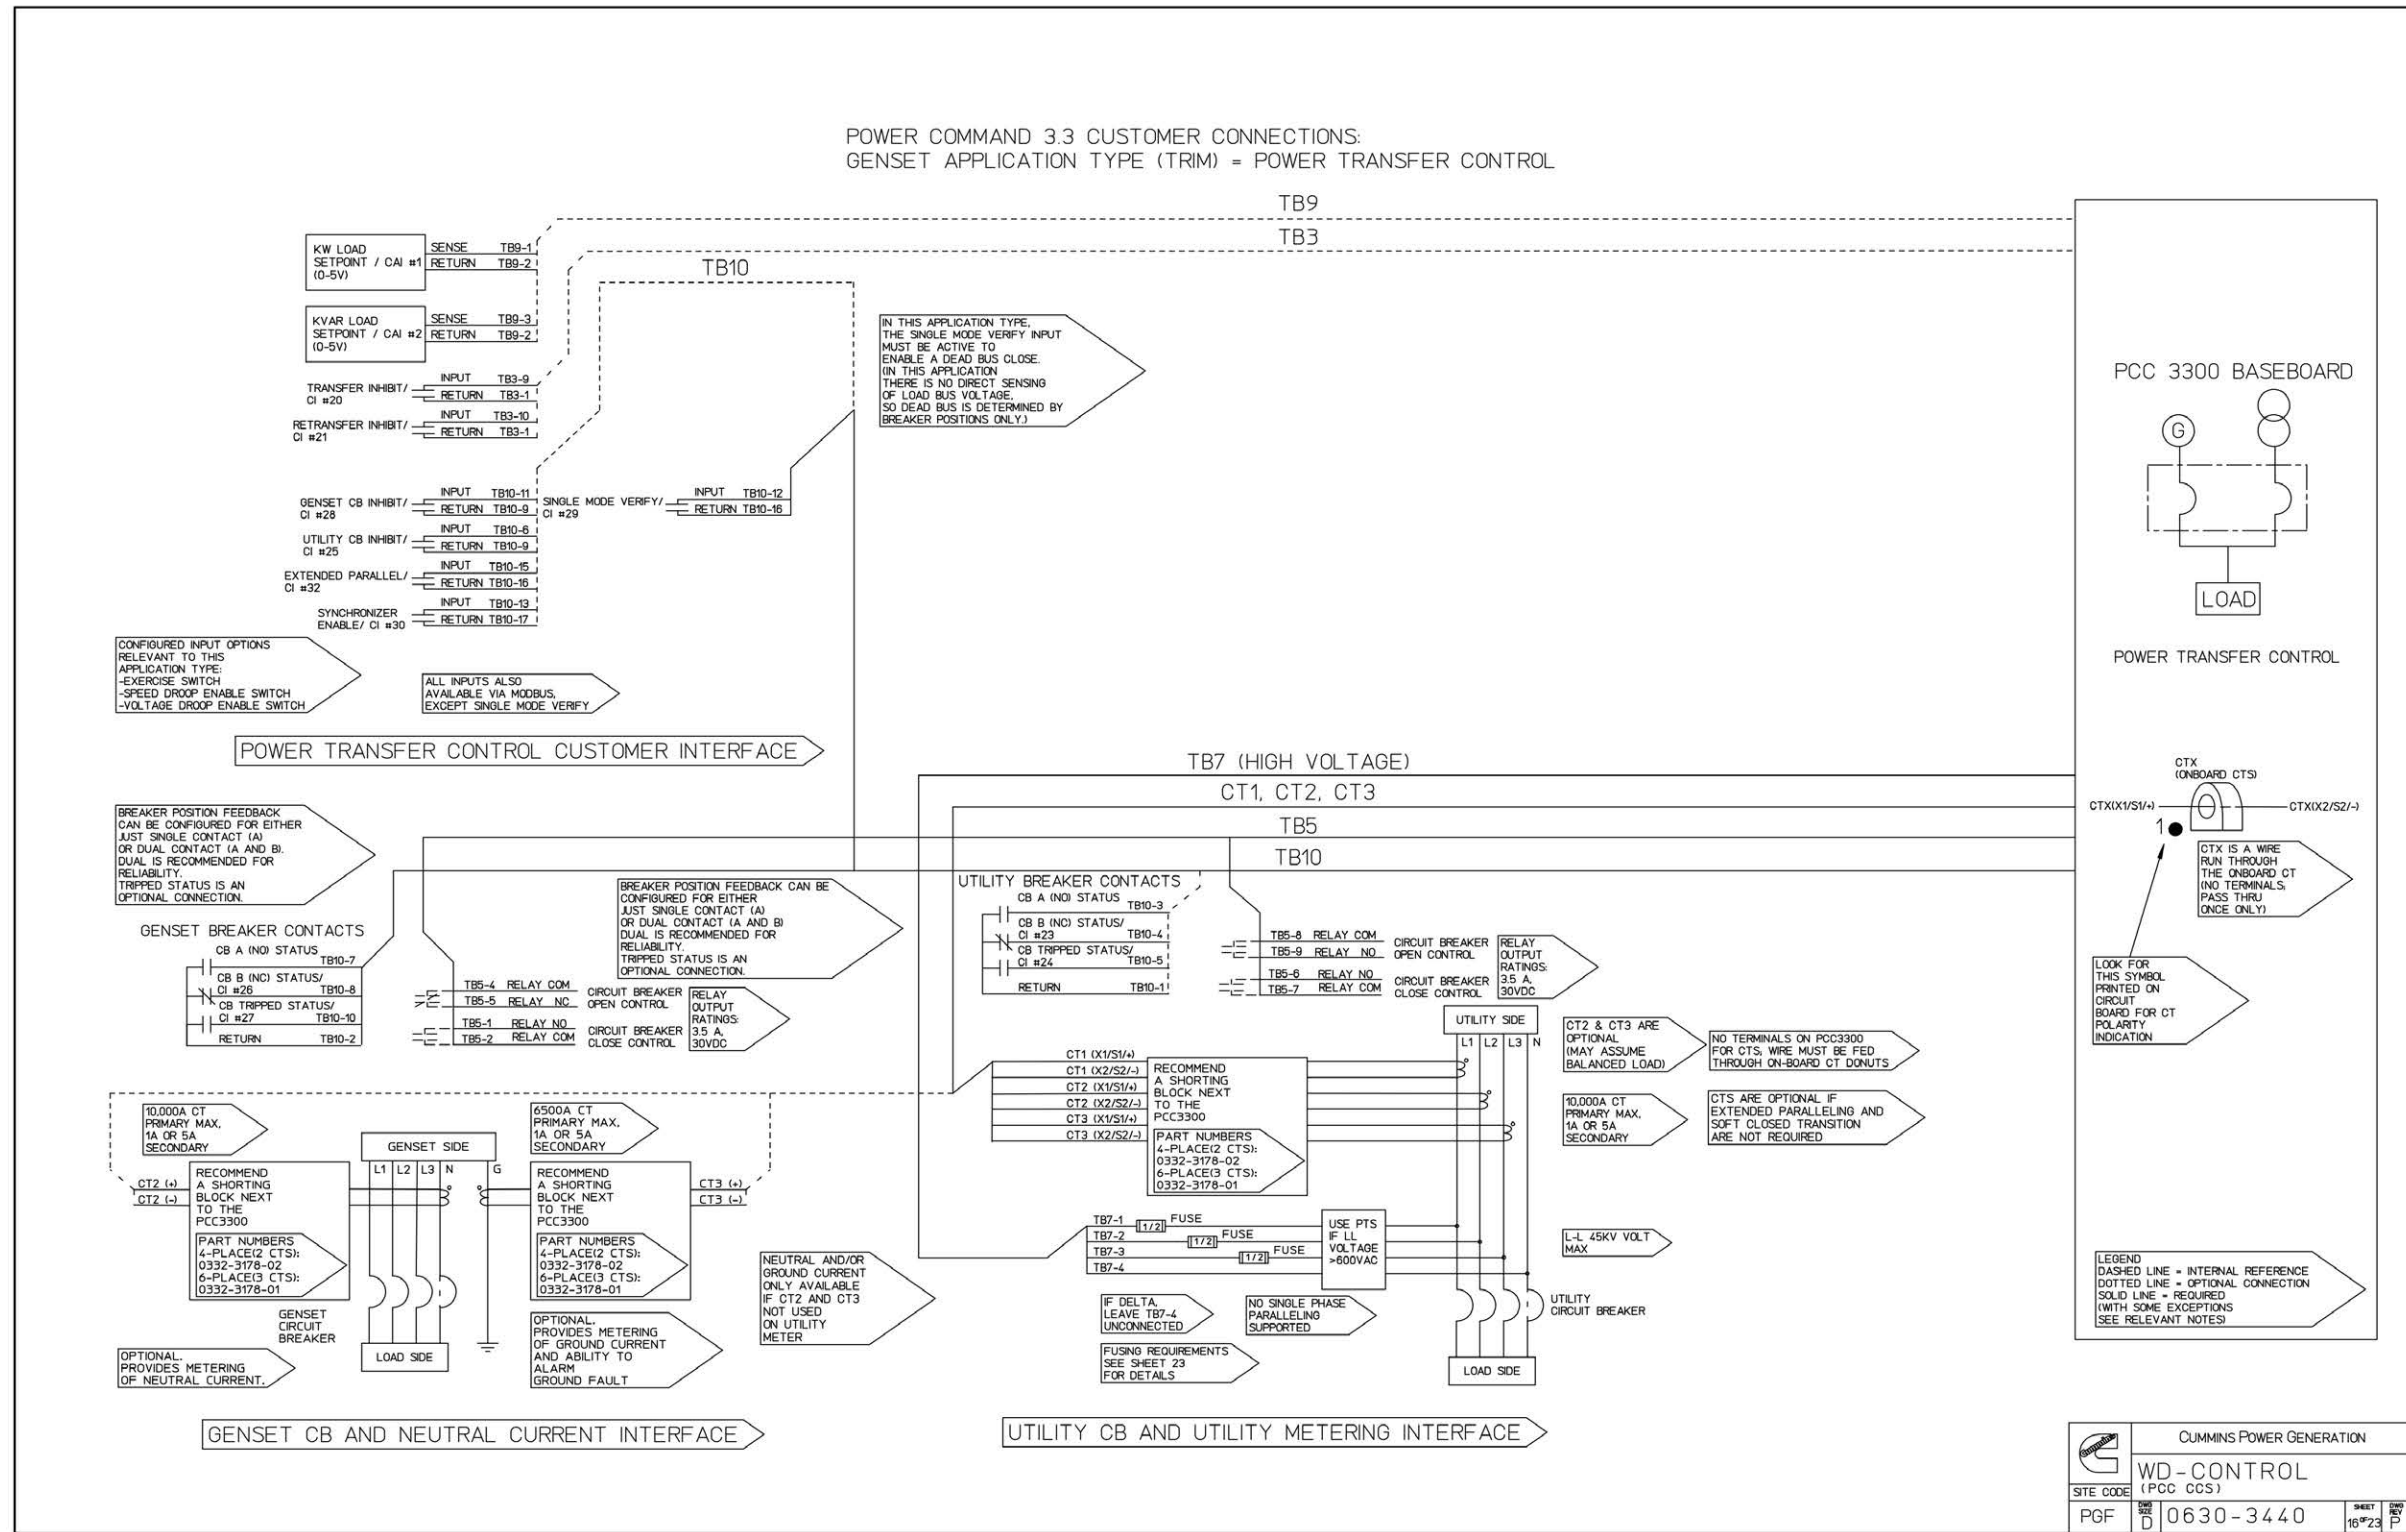 POWER COMMAND 3.3 CUSTOMER CONNECTIONS:
GENSET APPLICATION TYPE (TRIM) = POWER TRANSFER CONTROL
TB9
TB3
TB10
KW LOAD
SETPOINT / CAI #1
(0-5V)
SENSE TB9-1
RETURN TB9-2
KVAR LOAD
SETPOINT / CAI #2
(0-5V)
SENSE TB9-3
RETURN TB9-2
TRANSFER INHIBIT/
CI #20
INPUT TB3-9
RETURN TB3-1
RETRANSFER INHIBIT/
CI #21
INPUT TB3-10
RETURN TB3-1
GENSET CB INHIBIT/
CI #28
INPUT TB10-11
RETURN TB10-9
UTILITY CB INHIBIT/
CI #25
INPUT TB10-6
RETURN TB10-9
EXTENDED PARALLEL/
CI #32
INPUT TB10-15
RETURN TB10-16
SYNCHRONIZER
ENABLE/ CI #30
INPUT TB10-13
RETURN TB10-17
SINGLE MODE VERIFY/
CI #29
INPUT TB10-12
RETURN TB10-16
IN THIS APPLICATION TYPE,
THE SINGLE MODE VERIFY INPUT
MUST BE ACTIVE TO
ENABLE A DEAD BUS CLOSE.
(IN THIS APPLICATION
THERE IS NO DIRECT SENSING
OF LOAD BUS VOLTAGE,
SO DEAD BUS IS DETERMINED BY
BREAKER POSITIONS ONLY.)
CONFIGURED INPUT OPTIONS
RELEVANT TO THIS
APPLICATION TYPE:
-EXERCISE SWITCH
-SPEED DROOP ENABLE SWITCH
-VOLTAGE DROOP ENABLE SWITCH
ALL INPUTS ALSO
AVAILABLE VIA MODBUS,
EXCEPT SINGLE MODE VERIFY
POWER TRANSFER CONTROL CUSTOMER INTERFACE
PCC 3300 BASEBOARD
G
LOAD
POWER TRANSFER CONTROL
TB7 (HIGH VOLTAGE)
CT1, CT2, CT3
TB5
TB10
CTX
(ONBOARD CTS)
CTX(X1/S1/+)
CTX(X2/S2/-)
1
CTX IS A WIRE
RUN THROUGH
THE ONBOARD CT
(NO TERMINALS,
PASS THRU
ONCE ONLY)
LOOK FOR
THIS SYMBOL
PRINTED ON
CIRCUIT
BOARD FOR CT
POLARITY
INDICATION
LEGEND
DASHED LINE = INTERNAL REFERENCE
DOTTED LINE = OPTIONAL CONNECTION
SOLID LINE = REQUIRED
(WITH SOME EXCEPTIONS
SEE RELEVANT NOTES)
BREAKER POSITION FEEDBACK
CAN BE CONFIGURED FOR EITHER
JUST SINGLE CONTACT (A)
OR DUAL CONTACT (A AND B).
DUAL IS RECOMMENDED FOR
RELIABILITY.
TRIPPED STATUS IS AN
OPTIONAL CONNECTION.
GENSET BREAKER CONTACTS
CB A (NO) STATUS
TB10-7
CB B (NC) STATUS/
CI #26 TB10-8
CB TRIPPED STATUS/
CI #27 TB10-10
RETURN TB10-2
BREAKER POSITION FEEDBACK CAN BE
CONFIGURED FOR EITHER
JUST SINGLE CONTACT (A)
OR DUAL CONTACT (A AND B)
DUAL IS RECOMMENDED FOR
RELIABILITY.
TRIPPED STATUS IS AN
OPTIONAL CONNECTION.
TB5-4 RELAY COM
TB5-5 RELAY NC
CIRCUIT BREAKER
OPEN CONTROL
TB5-1 RELAY NO
TB5-2 RELAY COM
CIRCUIT BREAKER
CLOSE CONTROL
RELAY
OUTPUT
RATINGS:
3.5 A,
30VDC
UTILITY BREAKER CONTACTS
CB A (NO) STATUS
TB10-3
CB B (NC) STATUS/
CI #23 TB10-4
CB TRIPPED STATUS/
CI #24 TB10-5
RETURN TB10-1
TB5-8 RELAY COM
TB5-9 RELAY NO
CIRCUIT BREAKER
OPEN CONTROL
TB5-6 RELAY NO
TB5-7 RELAY COM
CIRCUIT BREAKER
CLOSE CONTROL
RELAY
OUTPUT
RATINGS:
3.5 A,
30VDC
10,000A CT
PRIMARY MAX,
1A OR 5A
SECONDARY
GENSET SIDE
L1 L2 L3 N G
6500A CT
PRIMARY MAX,
1A OR 5A
SECONDARY
CT2 (+)
CT2 (-)
RECOMMEND
A SHORTING
BLOCK NEXT
TO THE
PCC3300
PART NUMBERS
4-PLACE(2 CTS):
0332-3178-02
6-PLACE(3 CTS):
0332-3178-01
RECOMMEND
A SHORTING
BLOCK NEXT
TO THE
PCC3300
PART NUMBERS
4-PLACE(2 CTS):
0332-3178-02
6-PLACE(3 CTS):
0332-3178-01
CT3 (+)
CT3 (-)
GENSET
CIRCUIT
BREAKER
LOAD SIDE
OPTIONAL.
PROVIDES METERING
OF NEUTRAL CURRENT.
OPTIONAL.
PROVIDES METERING
OF GROUND CURRENT
AND ABILITY TO
ALARM
GROUND FAULT
NEUTRAL AND/OR
GROUND CURRENT
ONLY AVAILABLE
IF CT2 AND CT3
NOT USED
ON UTILITY
METER
GENSET CB AND NEUTRAL CURRENT INTERFACE
UTILITY SIDE
L1 L2 L3 N
CT1 (X1/S1/+)
CT1 (X2/S2/-)
CT2 (X1/S1/+)
CT2 (X2/S2/-)
CT3 (X1/S1/+)
CT3 (X2/S2/-)
RECOMMEND
A SHORTING
BLOCK NEXT
TO THE
PCC3300
PART NUMBERS
4-PLACE(2 CTS):
0332-3178-02
6-PLACE(3 CTS):
0332-3178-01
CT2 & CT3 ARE
OPTIONAL
(MAY ASSUME
BALANCED LOAD)
NO TERMINALS ON PCC3300
FOR CTS; WIRE MUST BE FED
THROUGH ON-BOARD CT DONUTS
10,000A CT
PRIMARY MAX,
1A OR 5A
SECONDARY
CTS ARE OPTIONAL IF
EXTENDED PARALLELING AND
SOFT CLOSED TRANSITION
ARE NOT REQUIRED
TB7-1 1/2 FUSE
TB7-2 1/2 FUSE
TB7-3 1/2 FUSE
TB7-4
USE PTS
IF LL
VOLTAGE
>600VAC
L-L 45KV VOLT
MAX
IF DELTA,
LEAVE TB7-4
UNCONNECTED
NO SINGLE PHASE
PARALLELING
SUPPORTED
UTILITY
CIRCUIT BREAKER
FUSING REQUIREMENTS
SEE SHEET 23
FOR DETAILS
LOAD SIDE
UTILITY CB AND UTILITY METERING INTERFACE
Cummins
CUMMINS POWER GENERATION
WD-CONTROL
(PCC CCS)
SITE CODE
PGF
DWG SIZE
D
0630-3440
SHEET
16 OF 23
DWG REV
P